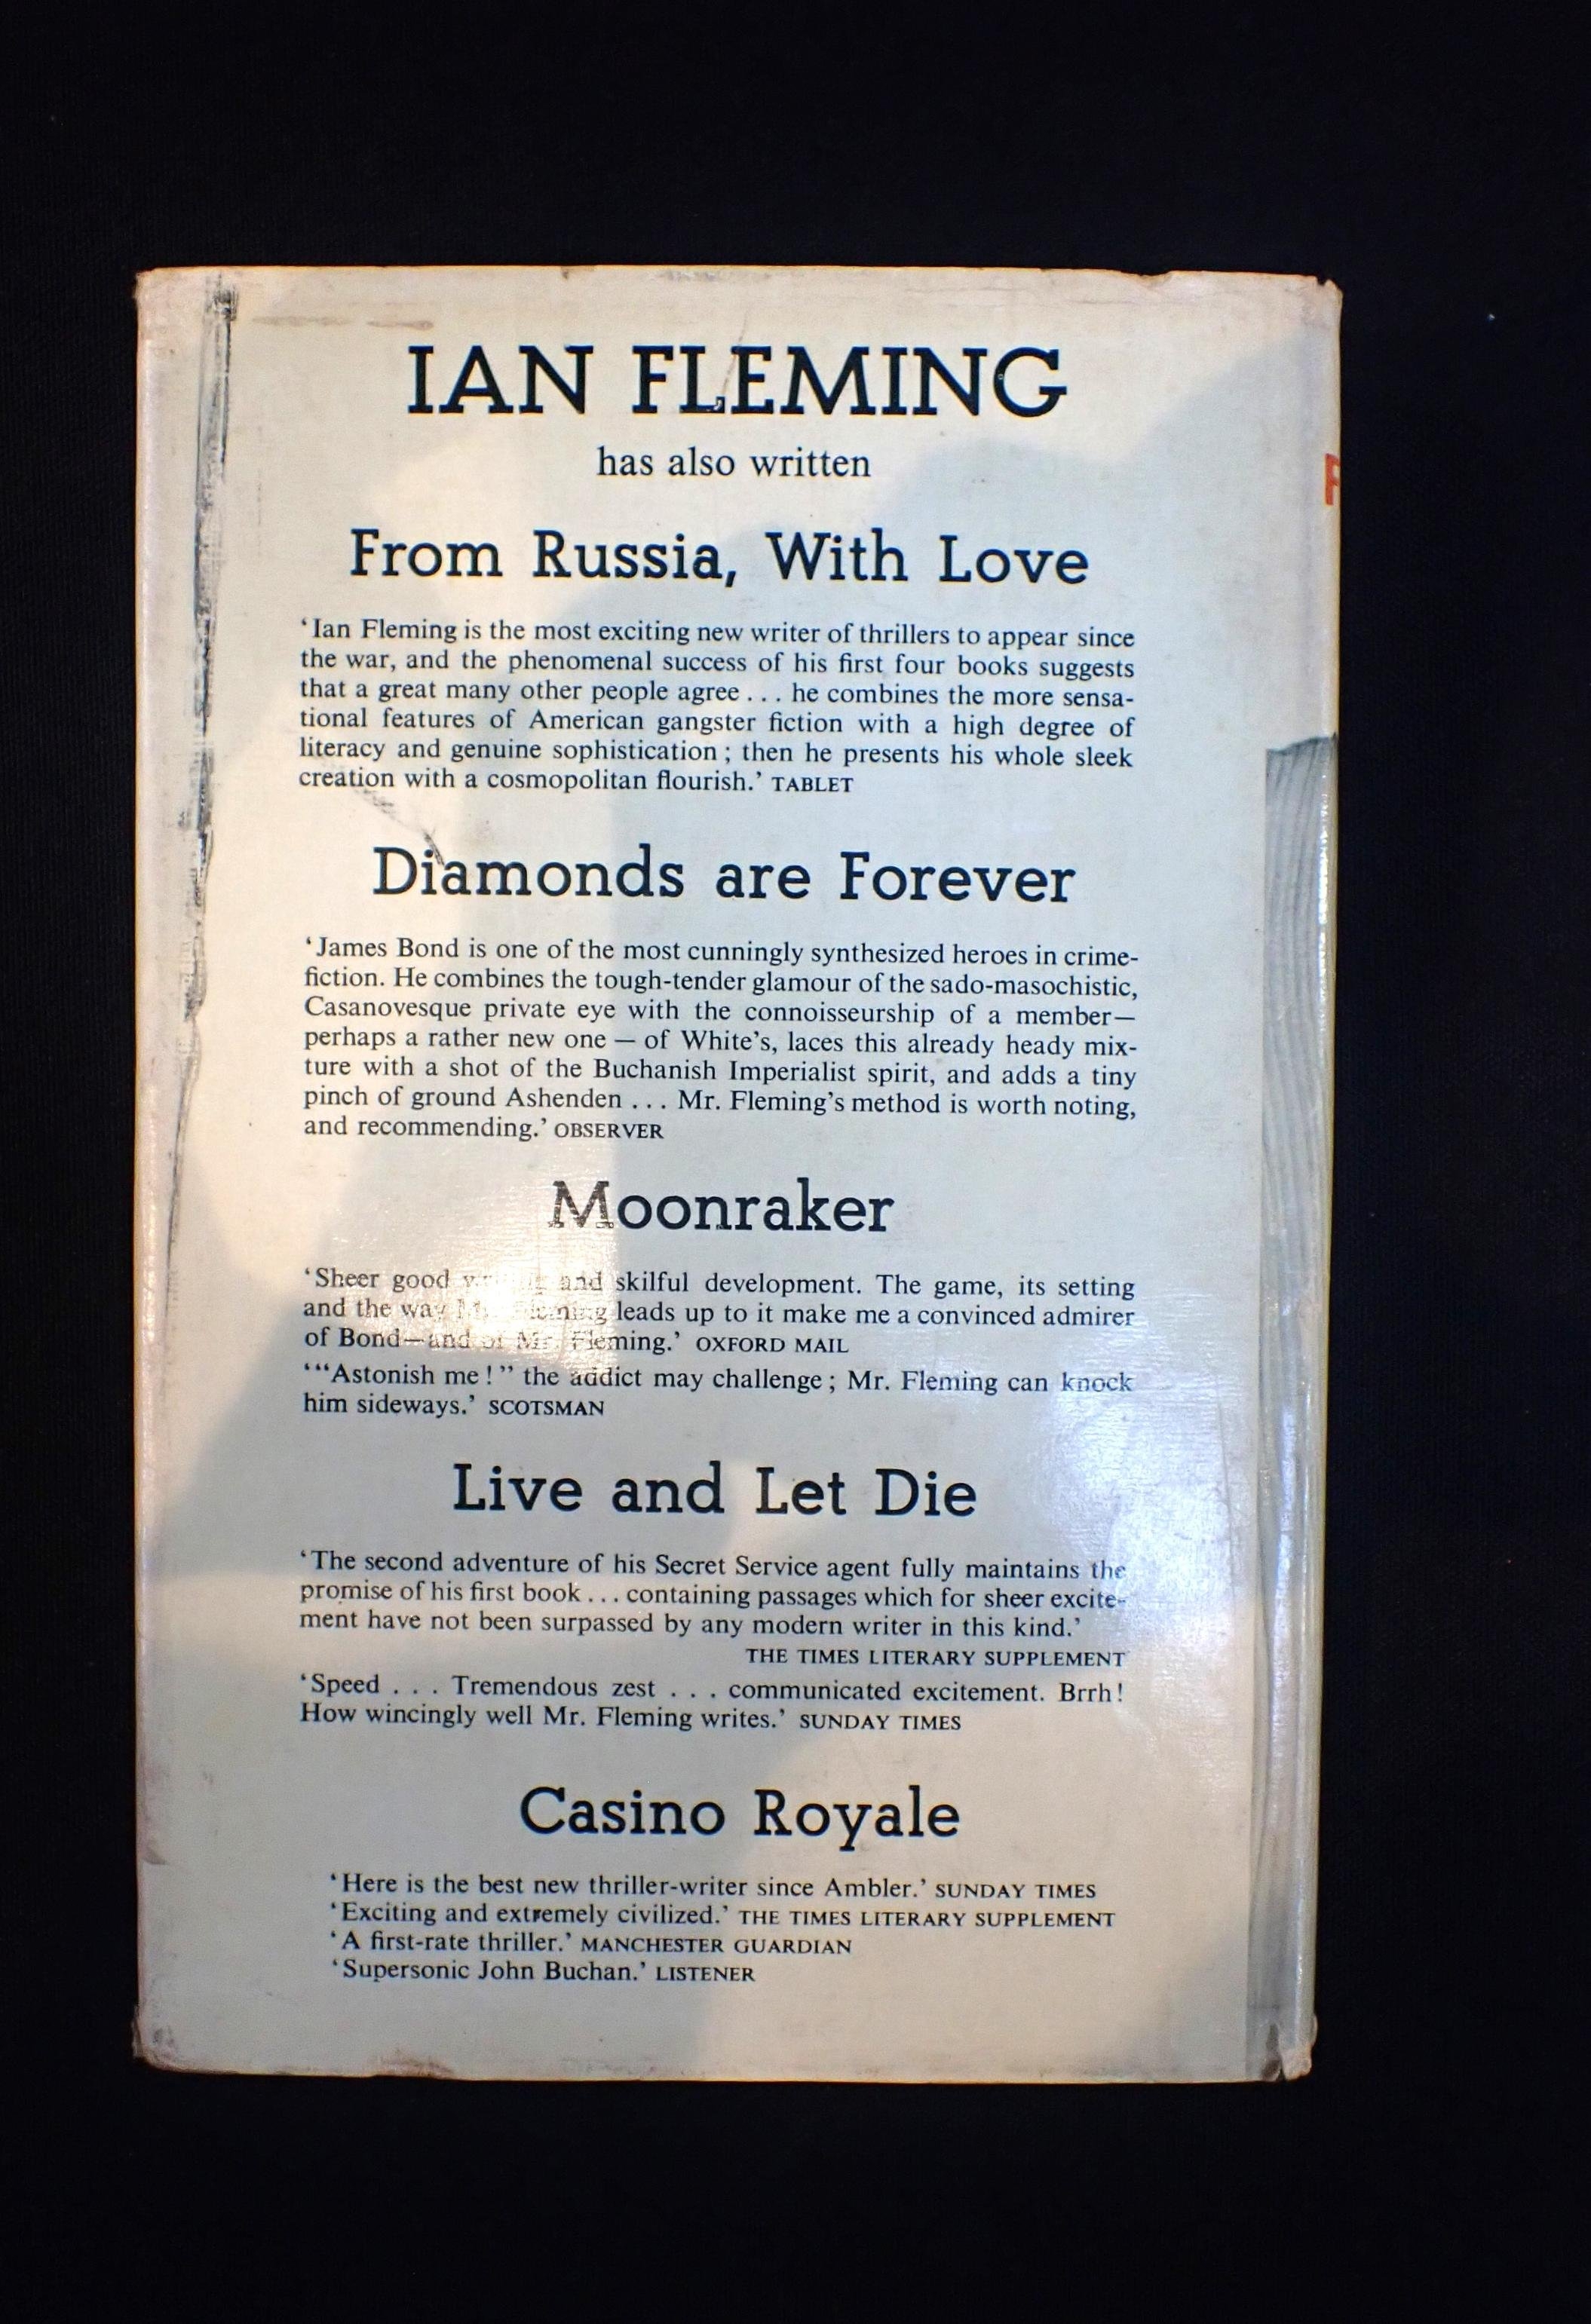 IAN FLEMING
has also written
From Russia, With Love
‘Ian Fleming is the most exciting new writer of thrillers to appear since
the war, and the phenomenal success of his first four books suggests
that a great many other people agree . . . he combines the more sensa-
tional features of American gangster fiction with a high degree of
literacy and genuine sophistication ; then he presents his whole sleek
creation with a cosmopolitan flourish.’ TABLET
Diamonds are Forever
‘James Bond is one of the most cunningly synthesized heroes in crime-
fiction. He combines the tough-tender glamour of the sado-masochistic,
Casanovesque private eye with the connoisseurship of a member—
perhaps a rather new one — of White’s, laces this already heady mix-
ture with a shot of the Buchanish Imperialist spirit, and adds a tiny
pinch of ground Ashenden . . . Mr. Fleming’s method is worth noting,
and recommending.’ OBSERVER
Moonraker
‘Sheer good and skilful development. The game, its setting
and the way Mr. Fleming leads up to it make me a convinced admirer
of Bond—and of Mr. Fleming.’ OXFORD MAIL
‘“Astonish me ! ” the addict may challenge ; Mr. Fleming can knock
him sideways.’ SCOTSMAN
Live and Let Die
‘The second adventure of his Secret Service agent fully maintains the
promise of his first book . . . containing passages which for sheer excite-
ment have not been surpassed by any modern writer in this kind.’
THE TIMES LITERARY SUPPLEMENT
‘Speed . . . Tremendous zest . . . communicated excitement. Brrh !
How wincingly well Mr. Fleming writes.’ SUNDAY TIMES
Casino Royale
‘Here is the best new thriller-writer since Ambler.’ SUNDAY TIMES
‘Exciting and extremely civilized.’ THE TIMES LITERARY SUPPLEMENT
‘A first-rate thriller.’ MANCHESTER GUARDIAN
‘Supersonic John Buchan.’ LISTENER